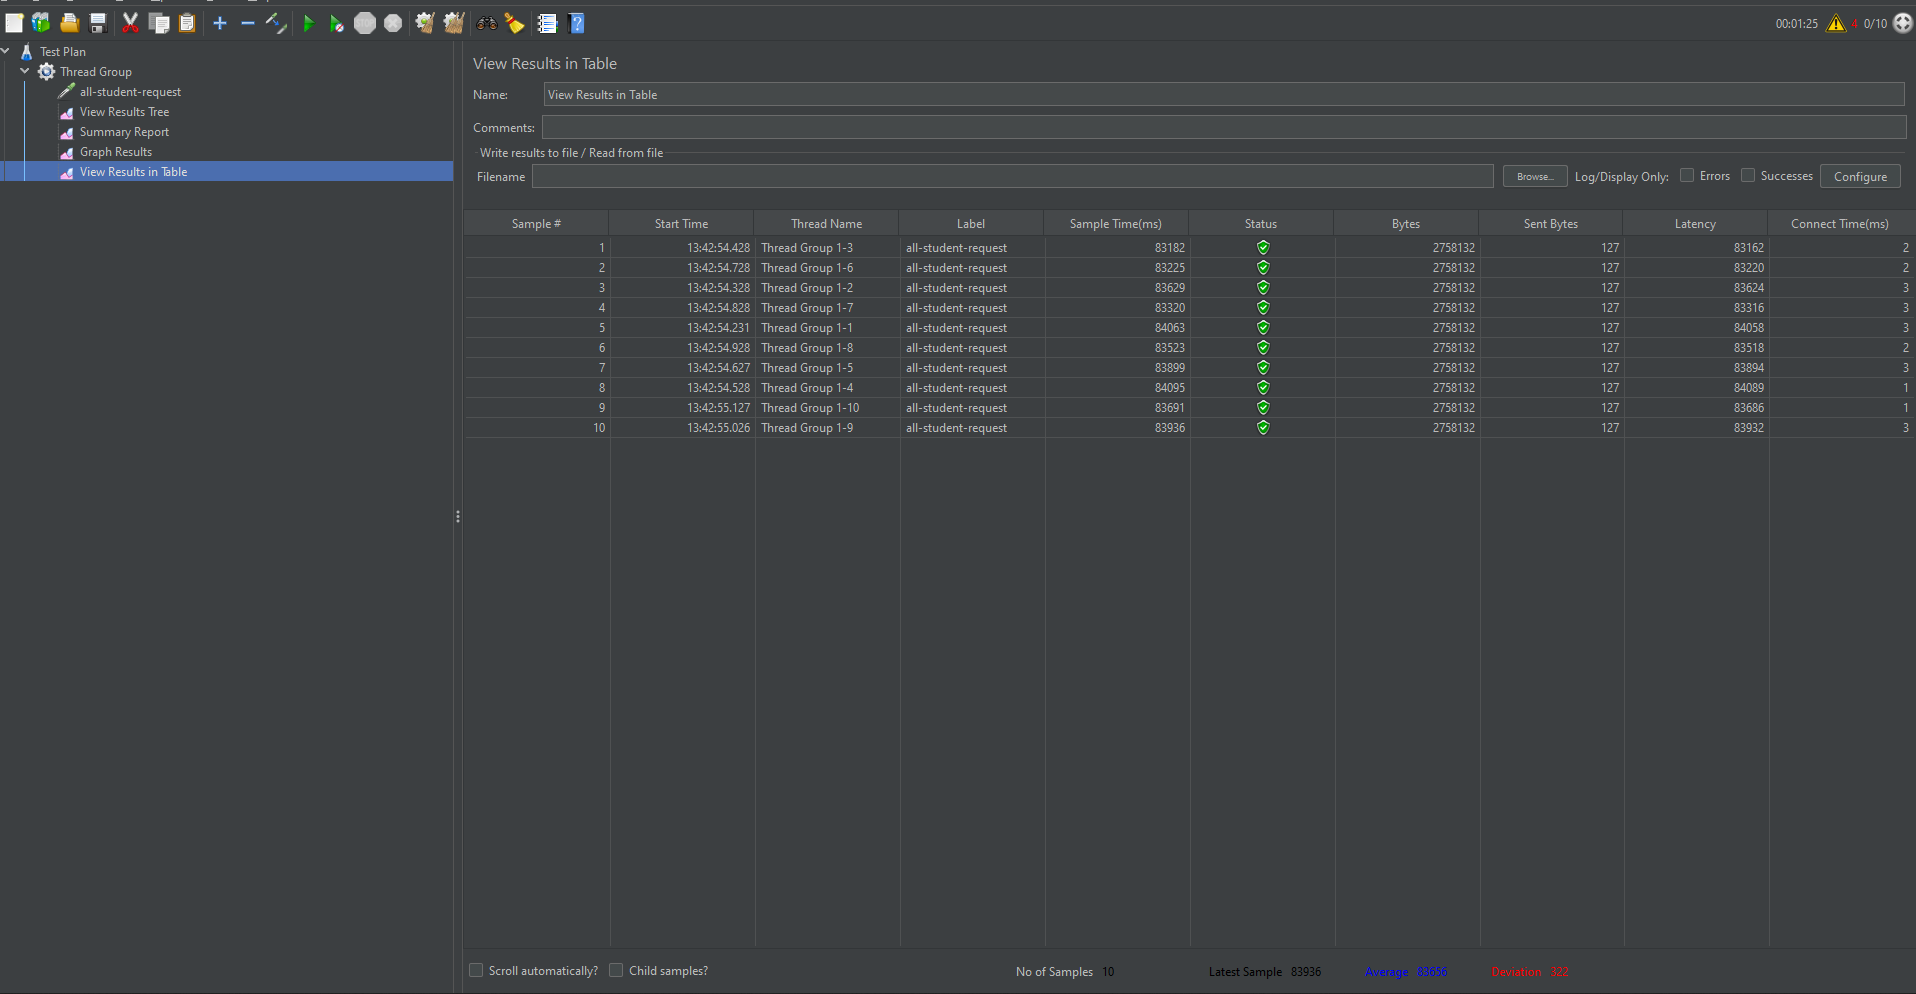 00:01:25 4 0/10
Test Plan
Thread Group
all-student-request
View Results Tree
Summary Report
Graph Results
View Results in Table
View Results in Table
Name: View Results in Table
Comments:
Write results to file / Read from file
Filename Browse... Log/Display Only: Errors Successes Configure
Sample # Start Time Thread Name Label Sample Time(ms) Status Bytes Sent Bytes Latency Connect Time(ms)
1 13:42:54.428 Thread Group 1-3 all-student-request 83182 2758132 127 83162 2
2 13:42:54.728 Thread Group 1-6 all-student-request 83225 2758132 127 83220 2
3 13:42:54.328 Thread Group 1-2 all-student-request 83629 2758132 127 83624 3
4 13:42:54.828 Thread Group 1-7 all-student-request 83320 2758132 127 83316 3
5 13:42:54.231 Thread Group 1-1 all-student-request 84063 2758132 127 84058 3
6 13:42:54.928 Thread Group 1-8 all-student-request 83523 2758132 127 83518 2
7 13:42:54.627 Thread Group 1-5 all-student-request 83899 2758132 127 83894 3
8 13:42:54.528 Thread Group 1-4 all-student-request 84095 2758132 127 84089 1
9 13:42:55.127 Thread Group 1-10 all-student-request 83691 2758132 127 83686 1
10 13:42:55.026 Thread Group 1-9 all-student-request 83936 2758132 127 83932 3
Scroll automatically? Child samples? No of Samples 10 Latest Sample 83936 Average 83656 Deviation 322